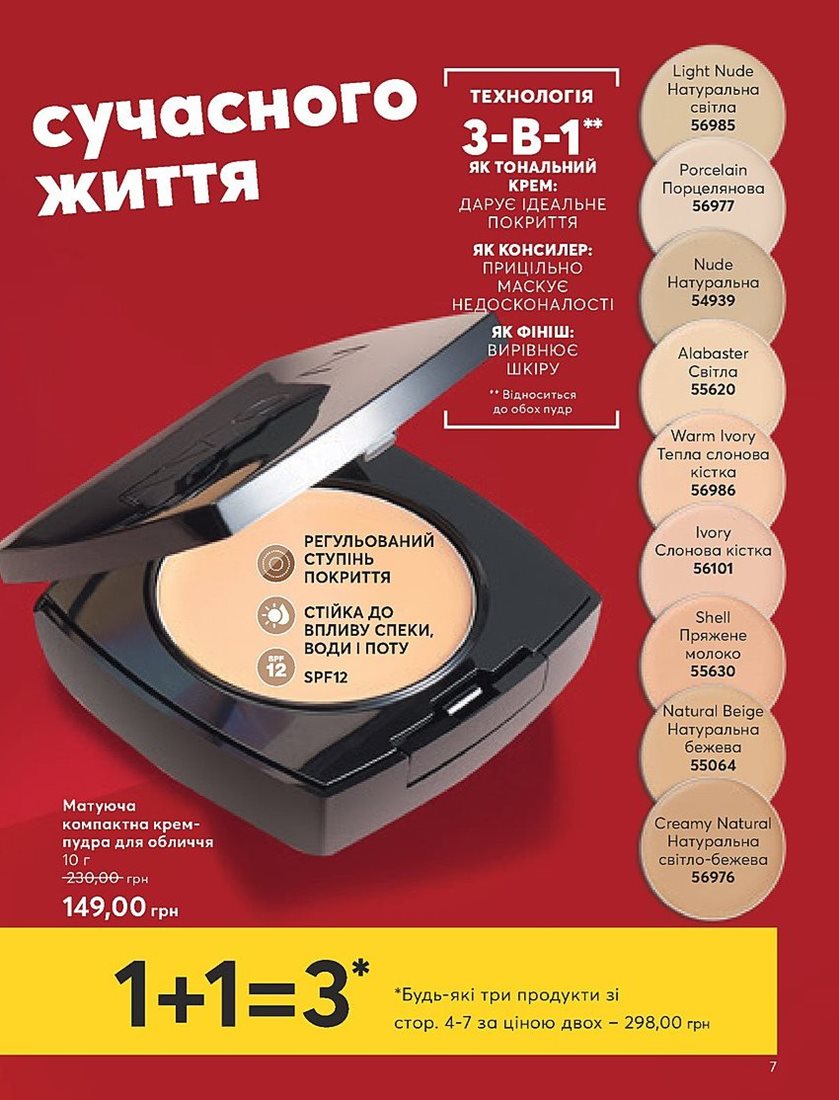 сучасного
життя
ТЕХНОЛОГІЯ
3-В-1**
ЯК ТОНАЛЬНИЙ
КРЕМ:
ДАРУЄ ІДЕАЛЬНЕ
ПОКРИТТЯ
ЯК КОНСИЛЕР:
ПРИЦІЛЬНО
МАСКУЄ
НЕДОСКОНАЛОСТІ
ЯК ФІНІШ:
ВИРІВНЮЄ
ШКІРУ
** Відноситься
до обох пудр
Light Nude
Натуральна
світла
56985
Porcelain
Порцелянова
56977
Nude
Натуральна
54939
Alabaster
Світла
55620
Warm Ivory
Тепла слонова
кістка
56986
Ivory
Слонова кістка
56101
Shell
Пряжене
молоко
55630
Natural Beige
Натуральна
бежева
55064
Creamy Natural
Натуральна
світло-бежева
56976
РЕГУЛЬОВАНИЙ
СТУПІНЬ
ПОКРИТТЯ
СТІЙКА ДО
ВПЛИВУ СПЕКИ,
ВОДИ І ПОТУ
SPF
12
SPF12
Матуюча
компактна крем-
пудра для обличчя
10 г
230,00 грн
149,00 грн
1+1=3*
*Будь-які три продукти зі
стор. 4-7 за ціною двох – 298,00 грн
7